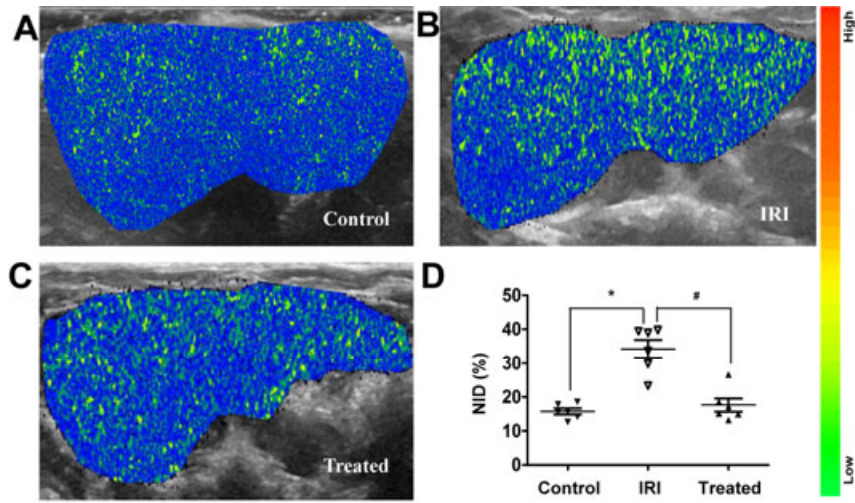 A
Control
B
IRI
High
Low
C
Treated
D
NID (%)
50
40
30
20
10
0
*
#
Control IRI Treated